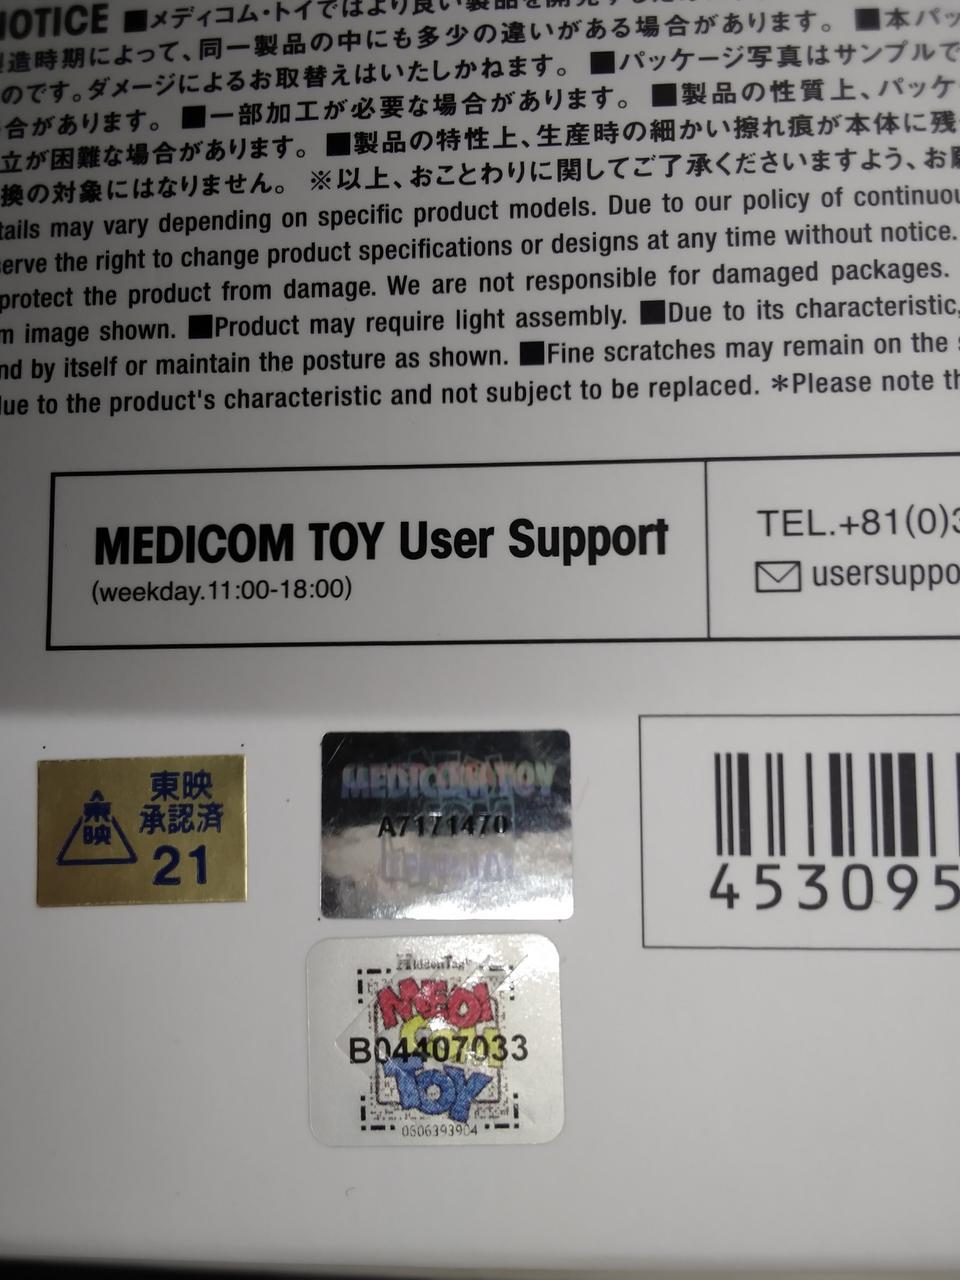 NOTICE ■メディコム・トイではより良い製品を開発
製造時期によって、同一製品の中にも多少の違いがある場合があります。 ■本パッ
のです。ダメージによるお取替えはいたしかねます。 ■パッケージ写真はサンプルで
合があります。 ■一部加工が必要な場合があります。 ■製品の性質上、パッケ
立が困難な場合があります。 ■製品の特性上、生産時の細かい擦れ痕が本体に残
換の対象にはなりません。 ※以上、おことわりに関してご了承くださいますよう、お願
tails may vary depending on specific product models. Due to our policy of continuou
serve the right to change product specifications or designs at any time without notice.
protect the product from damage. We are not responsible for damaged packages.
m image shown. ■Product may require light assembly. ■Due to its characteristic,
nd by itself or maintain the posture as shown. ■Fine scratches may remain on the s
due to the product's characteristic and not subject to be replaced. ＊Please note th
MEDICOM TOY User Support
(weekday.11:00-18:00)
TEL.+81(0)3
usersuppo
東映
東映
承認済
21
MEDICOM TOY
A7171470
453095
MEDI
COM
B04407033
TOY
0606393904